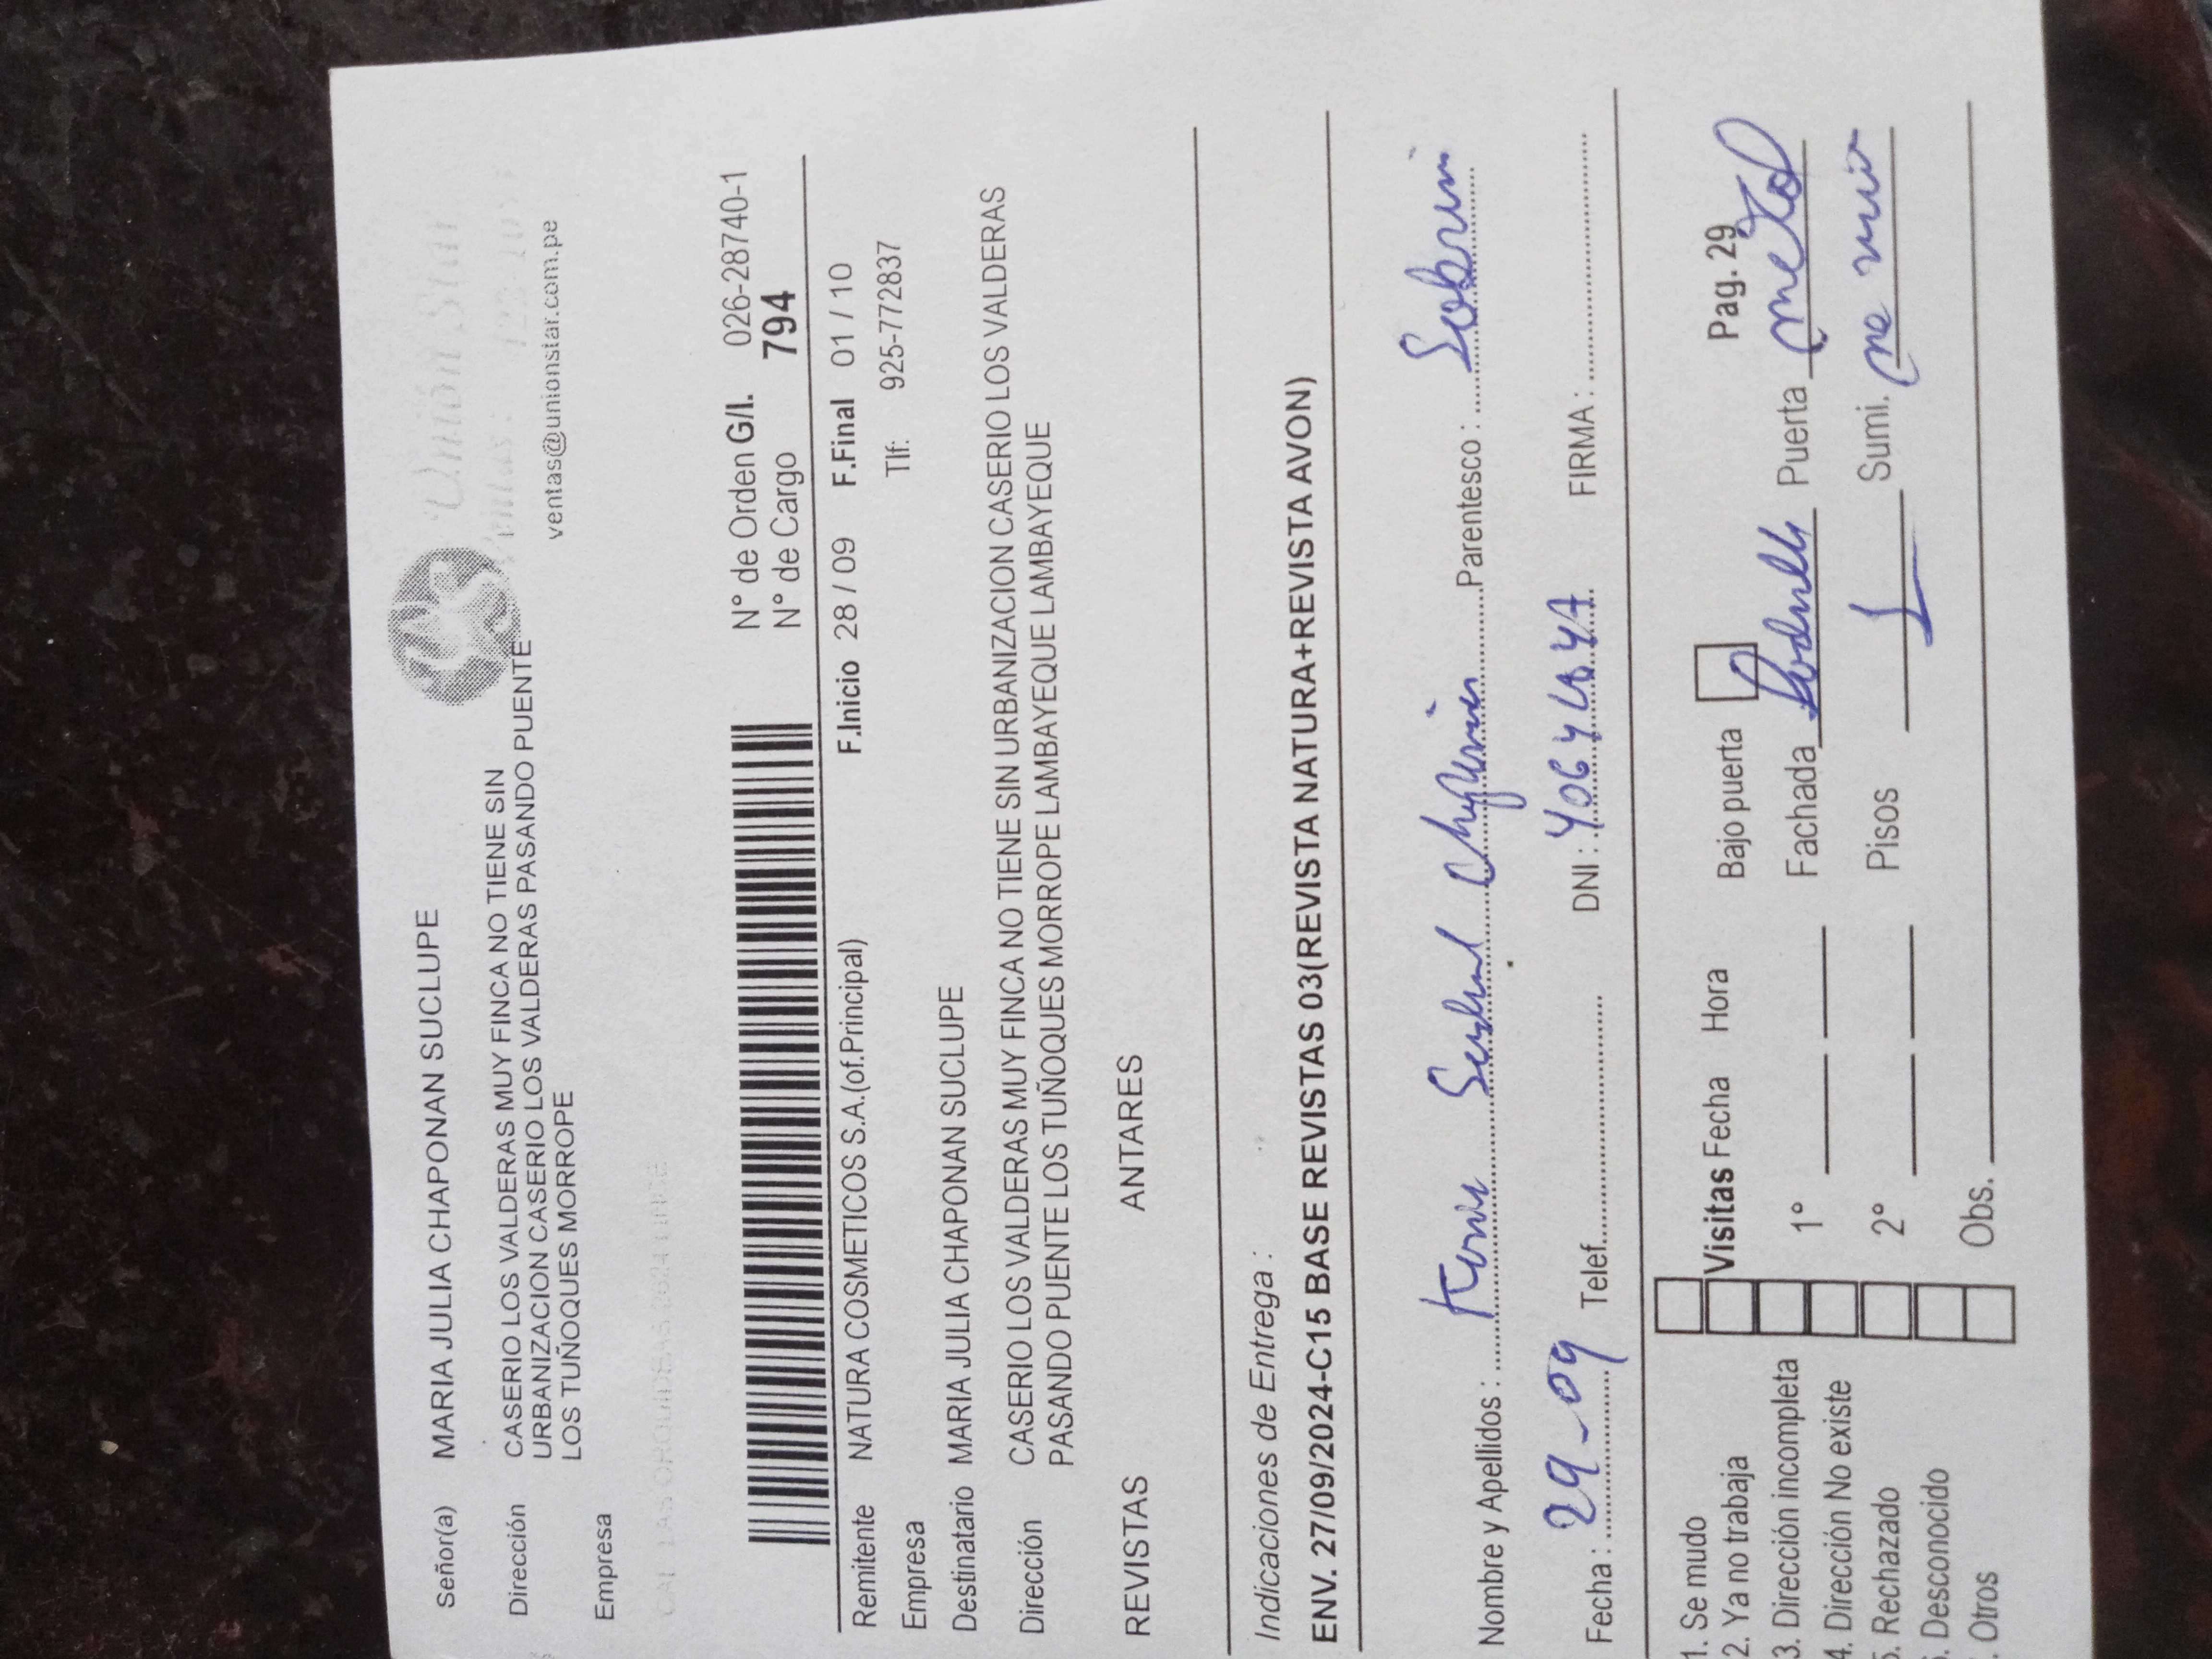 Señor(a) MARIA JULIA CHAPONAN SUCLUPE
Dirección CASERIO LOS VALDERAS MUY FINCA NO TIENE SIN
URBANIZACION CASERIO LOS VALDERAS PASANDO PUENTE
LOS TUÑOQUES MORROPE
Empresa
Unión Star
ventas@unionstar.com.pe
N° de Orden G/I. 026-28740-1
N° de Cargo 794
F.Inicio 28 / 09 F.Final 01 / 10
Remitente NATURA COSMETICOS S.A.(of.Principal)
Empresa Tlf: 925-772837
Destinatario MARIA JULIA CHAPONAN SUCLUPE
Dirección CASERIO LOS VALDERAS MUY FINCA NO TIENE SIN URBANIZACION CASERIO LOS VALDERAS
PASANDO PUENTE LOS TUÑOQUES MORROPE LAMBAYEQUE LAMBAYEQUE
REVISTAS ANTARES
Indicaciones de Entrega :
ENV. 27/09/2024-C15 BASE REVISTAS 03(REVISTA NATURA+REVISTA AVON)
Nombre y Apellidos : Parentesco : Sobrin
Fecha : 29-09 Telef. DNI : FIRMA :
1. Se mudo
2. Ya no trabaja
3. Dirección incompleta
4. Dirección No existe
5. Rechazado
6. Desconocido
. Otros
Visitas Fecha Hora Bajo puerta Pag. 29
1° Fachada Puerta metal
2° Pisos 1 Sumi.
Obs.